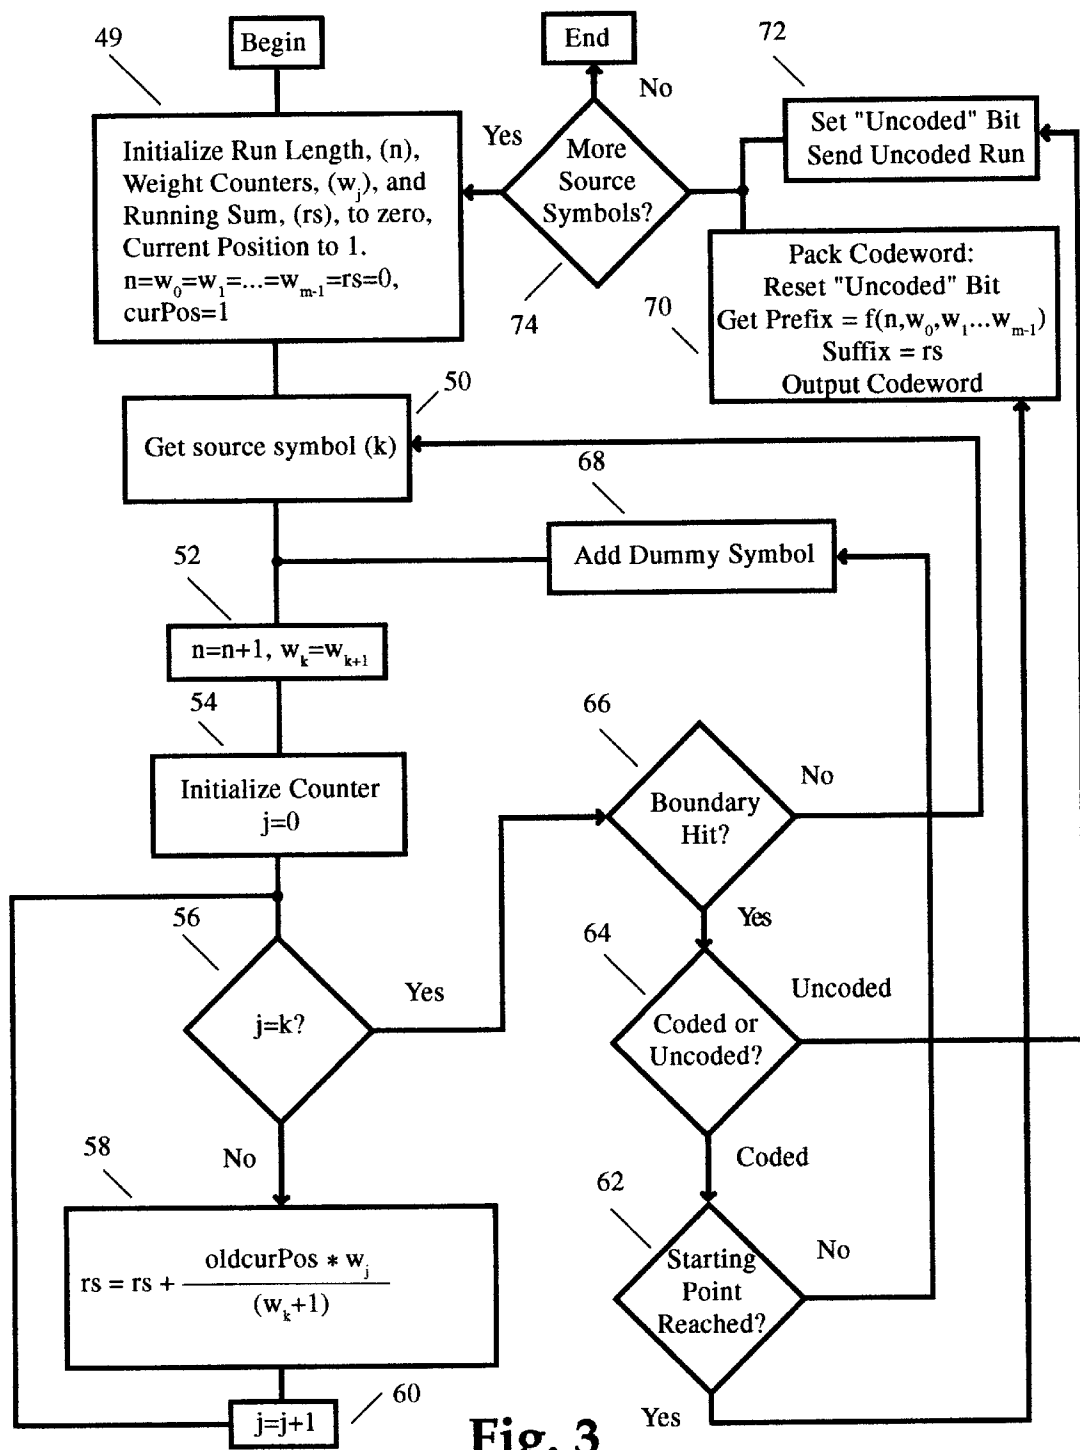 49
Begin
End
72
No
Yes
More
Source
Symbols?
Set "Uncoded" Bit
Send Uncoded Run
Initialize Run Length, (n),
Weight Counters, (w_j), and
Running Sum, (rs), to zero,
Current Position to 1.
n=w_0=w_1=...=w_{m-1}=rs=0,
curPos=1
74
70
Pack Codeword:
Reset "Uncoded" Bit
Get Prefix = f(n,w_0,w_1...w_{m-1})
Suffix = rs
Output Codeword
50
Get source symbol (k)
68
Add Dummy Symbol
52
n=n+1, w_k=w_{k+1}
54
Initialize Counter
j=0
66
Boundary
Hit?
No
Yes
56
j=k?
Yes
No
64
Coded or
Uncoded?
Uncoded
Coded
58
rs = rs + 
oldcurPos * w_j
(w_k+1)
62
Starting
Point
Reached?
No
Yes
60
j=j+1
Fig. 3